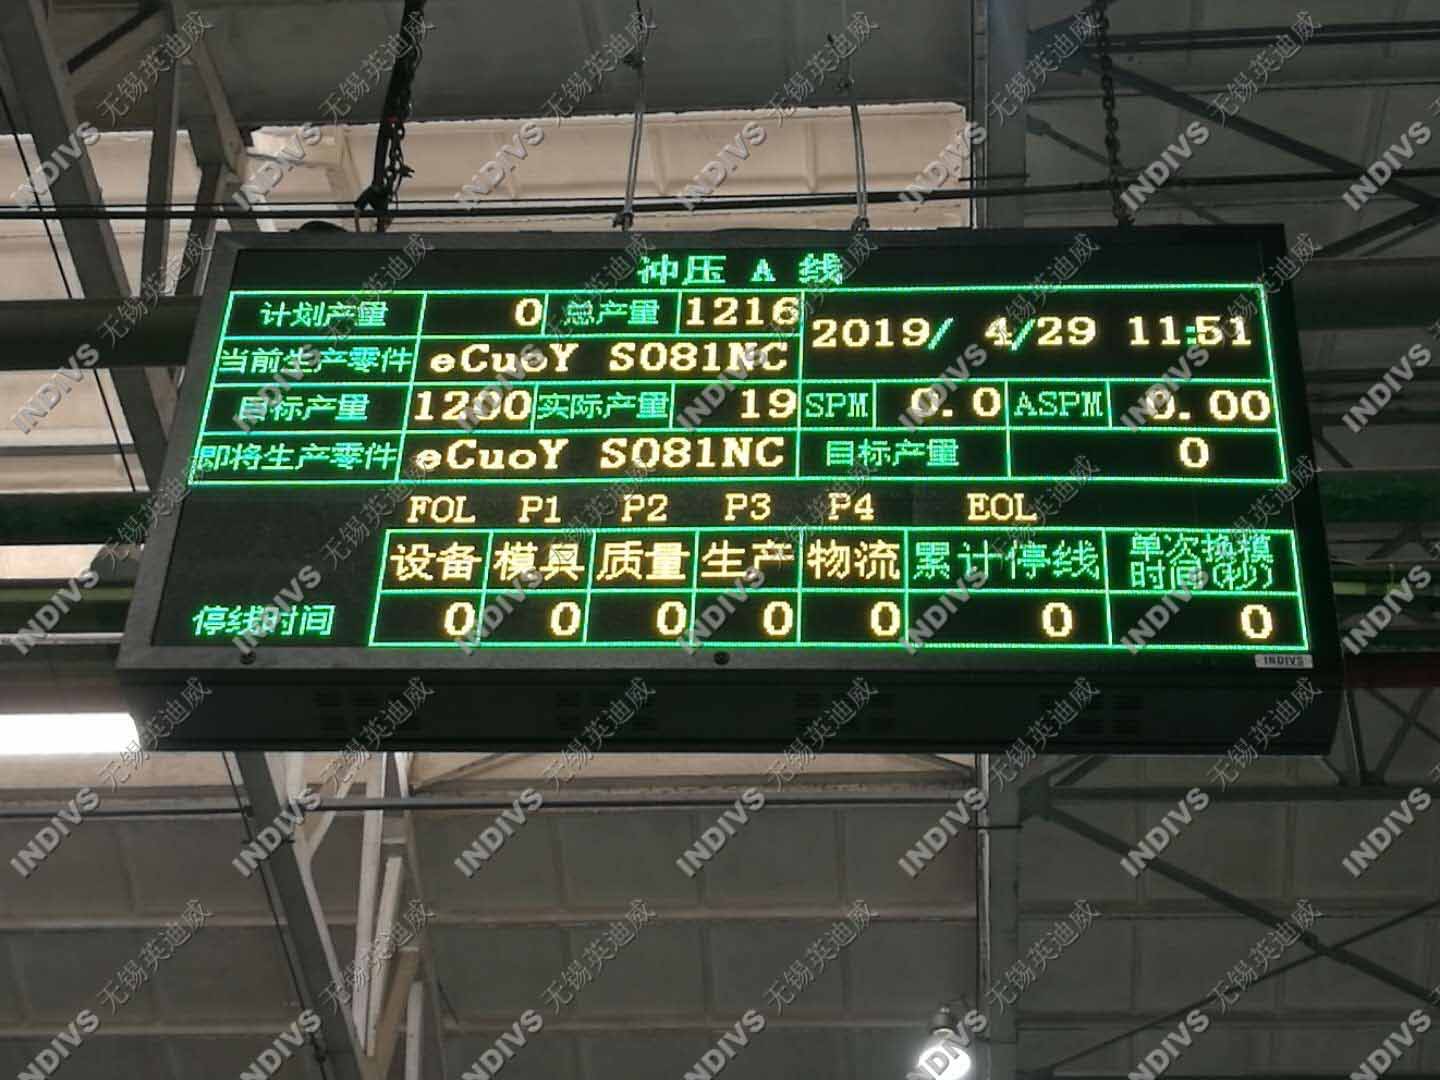 冲压 A 线
计划产量 0 总产量 1216
2019/ 4/29 11:51
当前生产零件 eCuoY S081NC
目标产量 1200 实际产量 19 SPM 0.0 ASPM 0.00
即将生产零件 eCuoY S081NC 目标产量 0
FOL P1 P2 P3 P4 EOL
设备 模具 质量 生产 物流 累计停线 单次换模
时间(秒)
停线时间 0 0 0 0 0 0 0
INDIVS
INDIVS 无锡英迪威